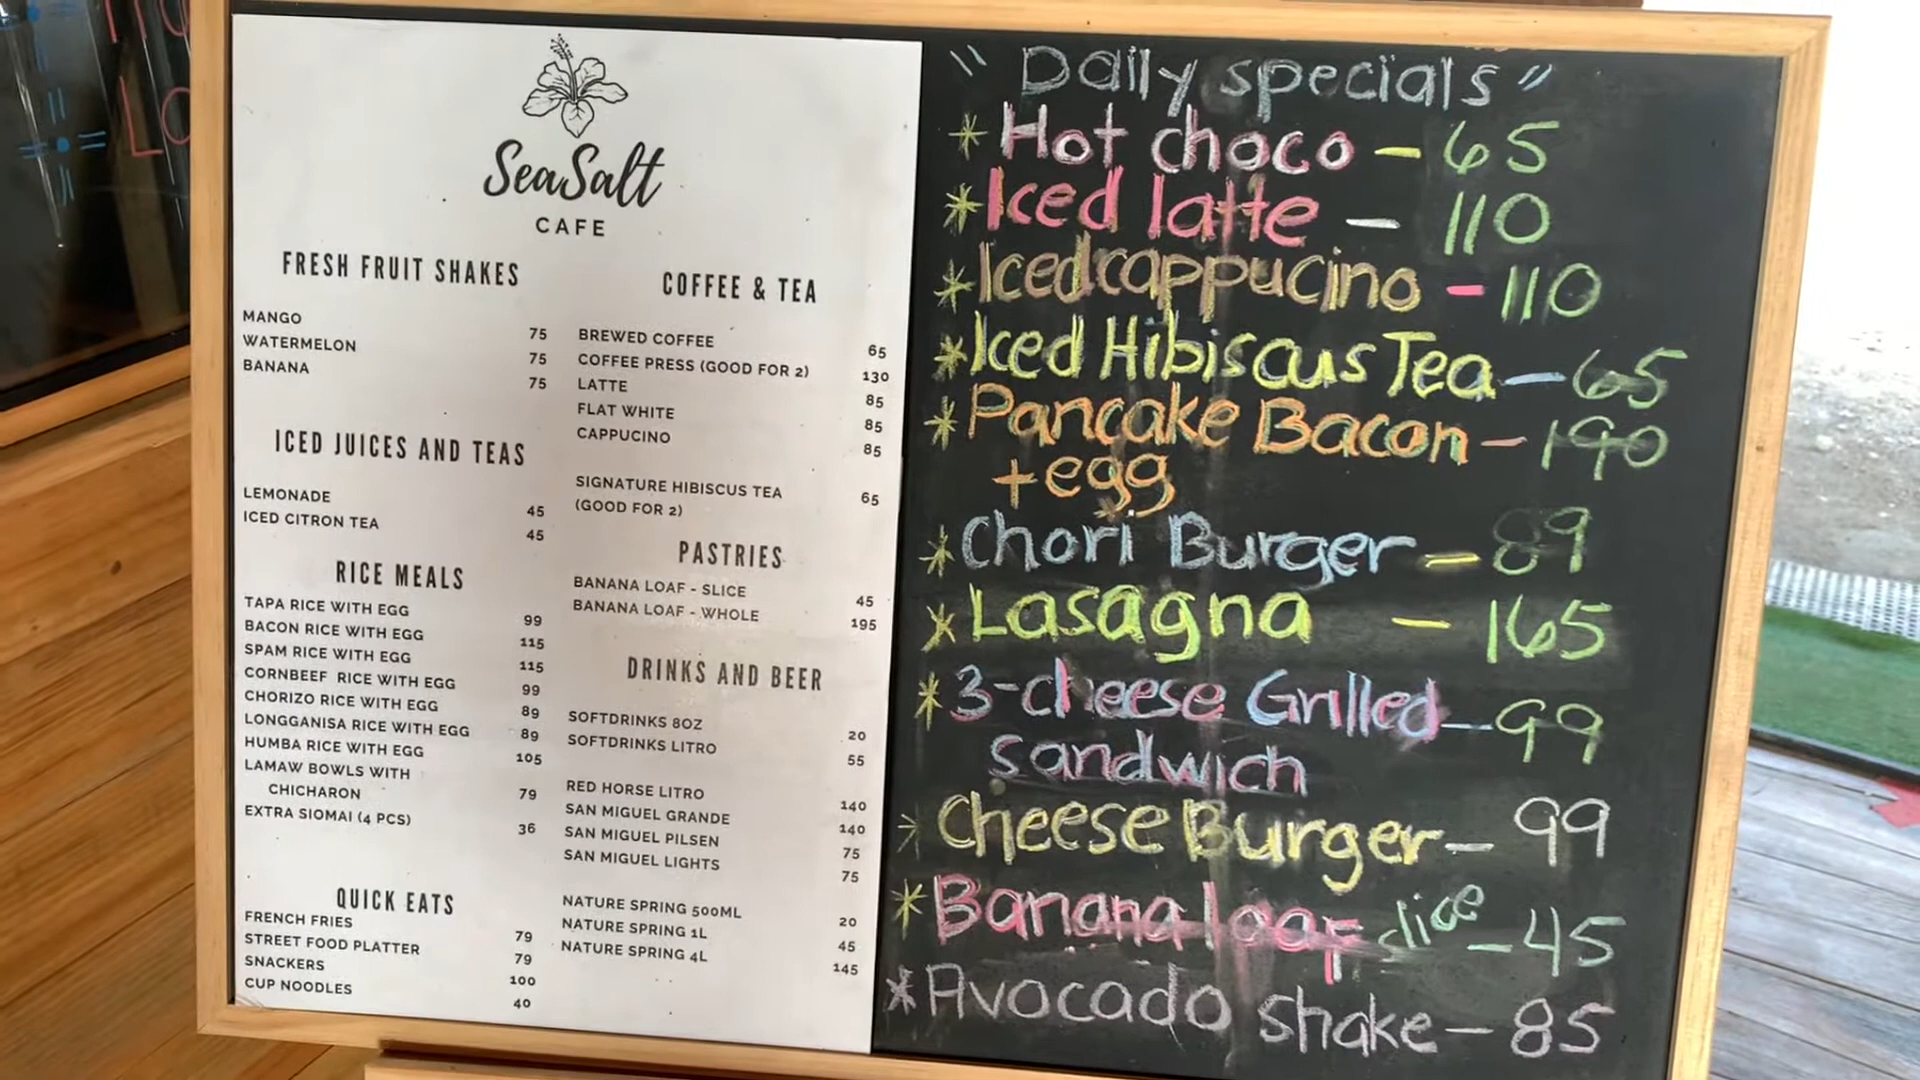 SeaSalt
CAFE
FRESH FRUIT SHAKES
MANGO 75
WATERMELON 75
BANANA 75
ICED JUICES AND TEAS
LEMONADE 45
ICED CITRON TEA 45
RICE MEALS
TAPA RICE WITH EGG 99
BACON RICE WITH EGG 115
SPAM RICE WITH EGG 115
CORNBEEF RICE WITH EGG 99
CHORIZO RICE WITH EGG 89
LONGGANISA RICE WITH EGG 89
HUMBA RICE WITH EGG 105
LAMAW BOWLS WITH
CHICHARON 79
EXTRA SIOMAI (4 PCS) 36
QUICK EATS
FRENCH FRIES 79
STREET FOOD PLATTER 79
SNACKERS 100
CUP NOODLES 40
COFFEE & TEA
BREWED COFFEE 65
COFFEE PRESS (GOOD FOR 2) 130
LATTE 85
FLAT WHITE 85
CAPPUCINO 85
SIGNATURE HIBISCUS TEA 65
(GOOD FOR 2)
PASTRIES
BANANA LOAF - SLICE 45
BANANA LOAF - WHOLE 195
DRINKS AND BEER
SOFTDRINKS 8OZ 20
SOFTDRINKS LITRO 55
RED HORSE LITRO 140
SAN MIGUEL GRANDE 140
SAN MIGUEL PILSEN 75
SAN MIGUEL LIGHTS 75
NATURE SPRING 500ML 20
NATURE SPRING 1L 45
NATURE SPRING 4L 145
"Daily specials"
* Hot choco - 65
* Iced latte - 110
* Iced cappucino - 110
* Iced Hibiscus Tea - 65
* Pancake Bacon - 190
+ egg
* Chori Burger - 89
* Lasagna - 165
* 3-cheese Grilled - 99
Sandwich
* Cheese Burger - 99
* Banana loaf slice - 45
* Avocado shake - 85